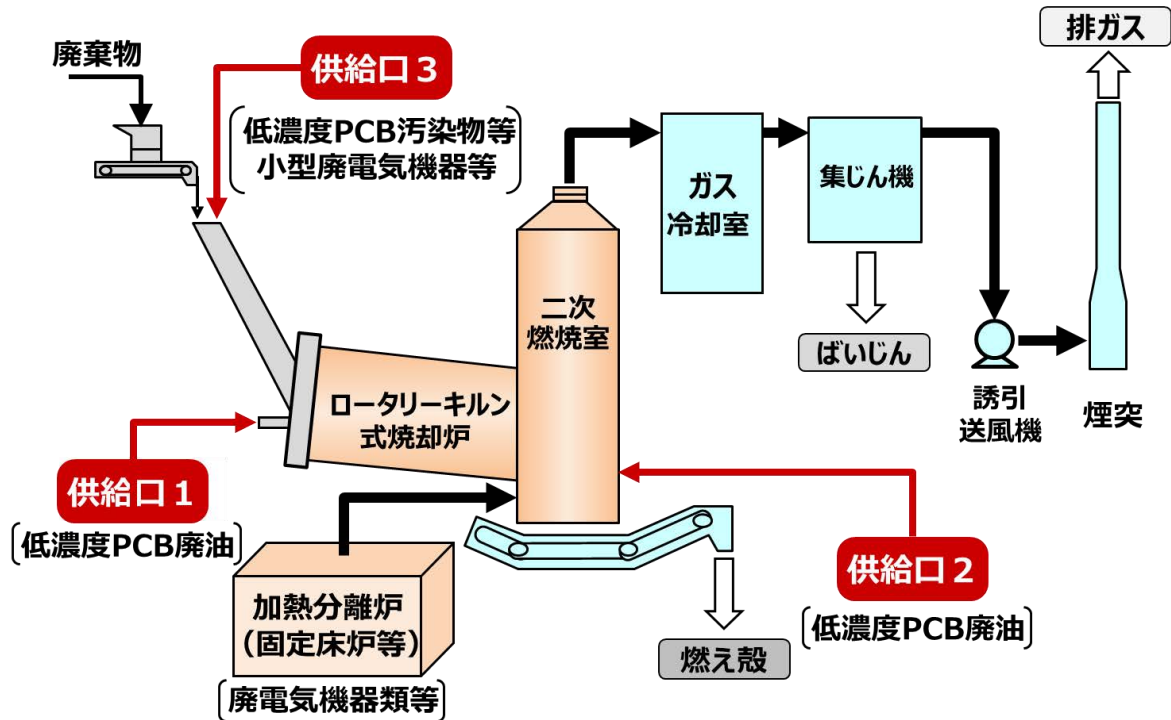 廃棄物
供給口3
低濃度PCB汚染物等
小型廃電気機器等
排ガス
ガス
冷却室
集じん機
二次
燃焼室
ばいじん
誘引
送風機
煙突
ロータリーキルン
式焼却炉
供給口1
低濃度PCB廃油
加熱分離炉
(固定床炉等)
廃電気機器類等
供給口2
低濃度PCB廃油
燃え殻